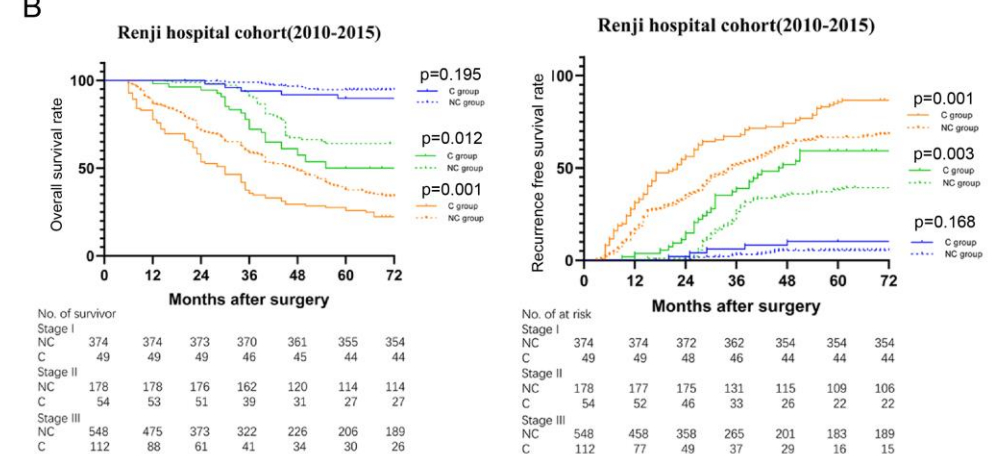 B
Renji hospital cohort(2010-2015)
Overall survival rate
100
50
0
0 12 24 36 48 60 72
Months after surgery
p=0.195
C group
NC group
p=0.012
C group
NC group
p=0.001
C group
NC group
No. of survivor
Stage I
NC 374 374 373 370 361 355 354
C 49 49 49 46 45 44 44
Stage II
NC 178 178 176 162 120 114 114
C 54 53 51 39 31 27 27
Stage III
NC 548 475 373 322 226 206 189
C 112 88 61 41 34 30 26
Renji hospital cohort(2010-2015)
Recurrence free survival rate
100
50
0
0 12 24 36 48 60 72
Months after surgery
p=0.001
C group
NC group
p=0.003
C group
NC group
p=0.168
C group
NC group
No. of at risk
Stage I
NC 374 374 372 362 354 354 354
C 49 49 48 46 44 44 44
Stage II
NC 178 177 175 131 115 109 106
C 54 52 46 33 26 22 22
Stage III
NC 548 458 358 265 201 183 189
C 112 77 49 37 29 16 15